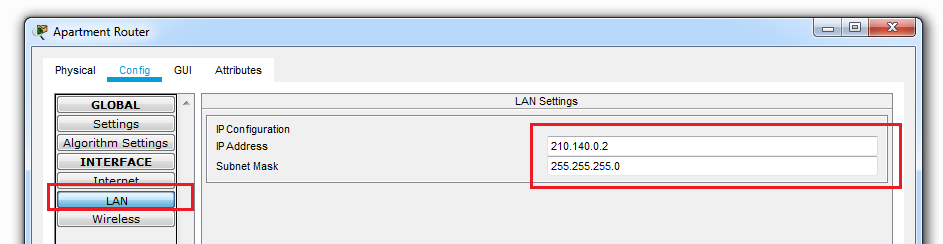 Apartment Router
Physical Config GUI Attributes
GLOBAL
Settings
Algorithm Settings
INTERFACE
Internet
LAN
Wireless
LAN Settings
IP Configuration
IP Address 210.140.0.2
Subnet Mask 255.255.255.0